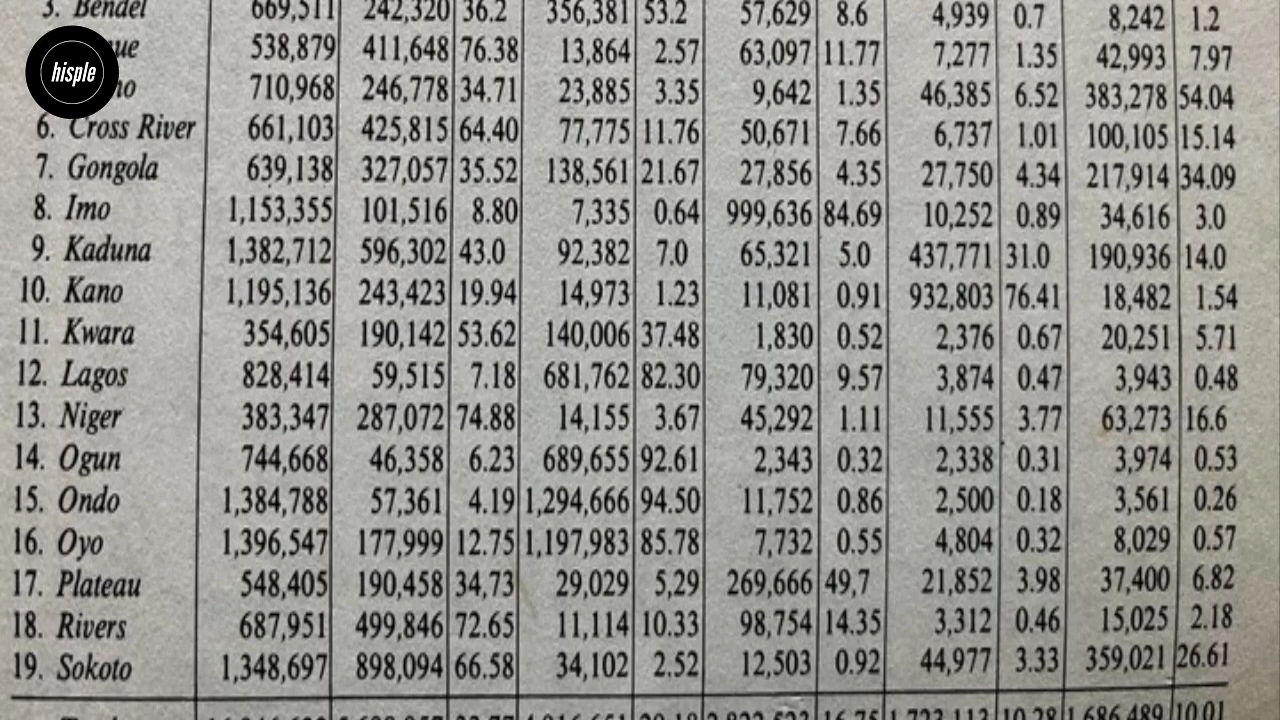 3. Bendel 669,511 242,320 36.2 356,381 53.2 57,629 8.6 4,939 0.7 8,242 1.2
538,879 411,648 76.38 13,864 2.57 63,097 11.77 7,277 1.35 42,993 7.97
710,968 246,778 34.71 23,885 3.35 9,642 1.35 46,385 6.52 383,278 54.04
hisple
6. Cross River 661,103 425,815 64.40 77,775 11.76 50,671 7.66 6,737 1.01 100,105 15.14
7. Gongola 639,138 327,057 35.52 138,561 21.67 27,856 4.35 27,750 4.34 217,914 34.09
8. Imo 1,153,355 101,516 8.80 7,335 0.64 999,636 84.69 10,252 0.89 34,616 3.0
9. Kaduna 1,382,712 596,302 43.0 92,382 7.0 65,321 5.0 437,771 31.0 190,936 14.0
10. Kano 1,195,136 243,423 19.94 14,973 1.23 11,081 0.91 932,803 76.41 18,482 1.54
11. Kwara 354,605 190,142 53.62 140,006 37.48 1,830 0.52 2,376 0.67 20,251 5.71
12. Lagos 828,414 59,515 7.18 681,762 82.30 79,320 9.57 3,874 0.47 3,943 0.48
13. Niger 383,347 287,072 74.88 14,155 3.67 45,292 1.11 11,555 3.77 63,273 16.6
14. Ogun 744,668 46,358 6.23 689,655 92.61 2,343 0.32 2,338 0.31 3,974 0.53
15. Ondo 1,384,788 57,361 4.19 1,294,666 94.50 11,752 0.86 2,500 0.18 3,561 0.26
16. Oyo 1,396,547 177,999 12.75 1,197,983 85.78 7,732 0.55 4,804 0.32 8,029 0.57
17. Plateau 548,405 190,458 34,73 29,029 5,29 269,666 49,7 21,852 3.98 37,400 6.82
18. Rivers 687,951 499,846 72.65 11,114 10.33 98,754 14.35 3,312 0.46 15,025 2.18
19. Sokoto 1,348,697 898,094 66.58 34,102 2.52 12,503 0.92 44,977 3.33 359,021 26.61